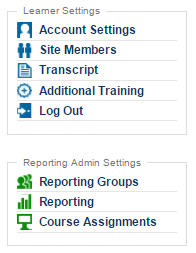 Learner Settings
Account Settings
Site Members
Transcript
Additional Training
Log Out
Reporting Admin Settings
Reporting Groups
Reporting
Course Assignments